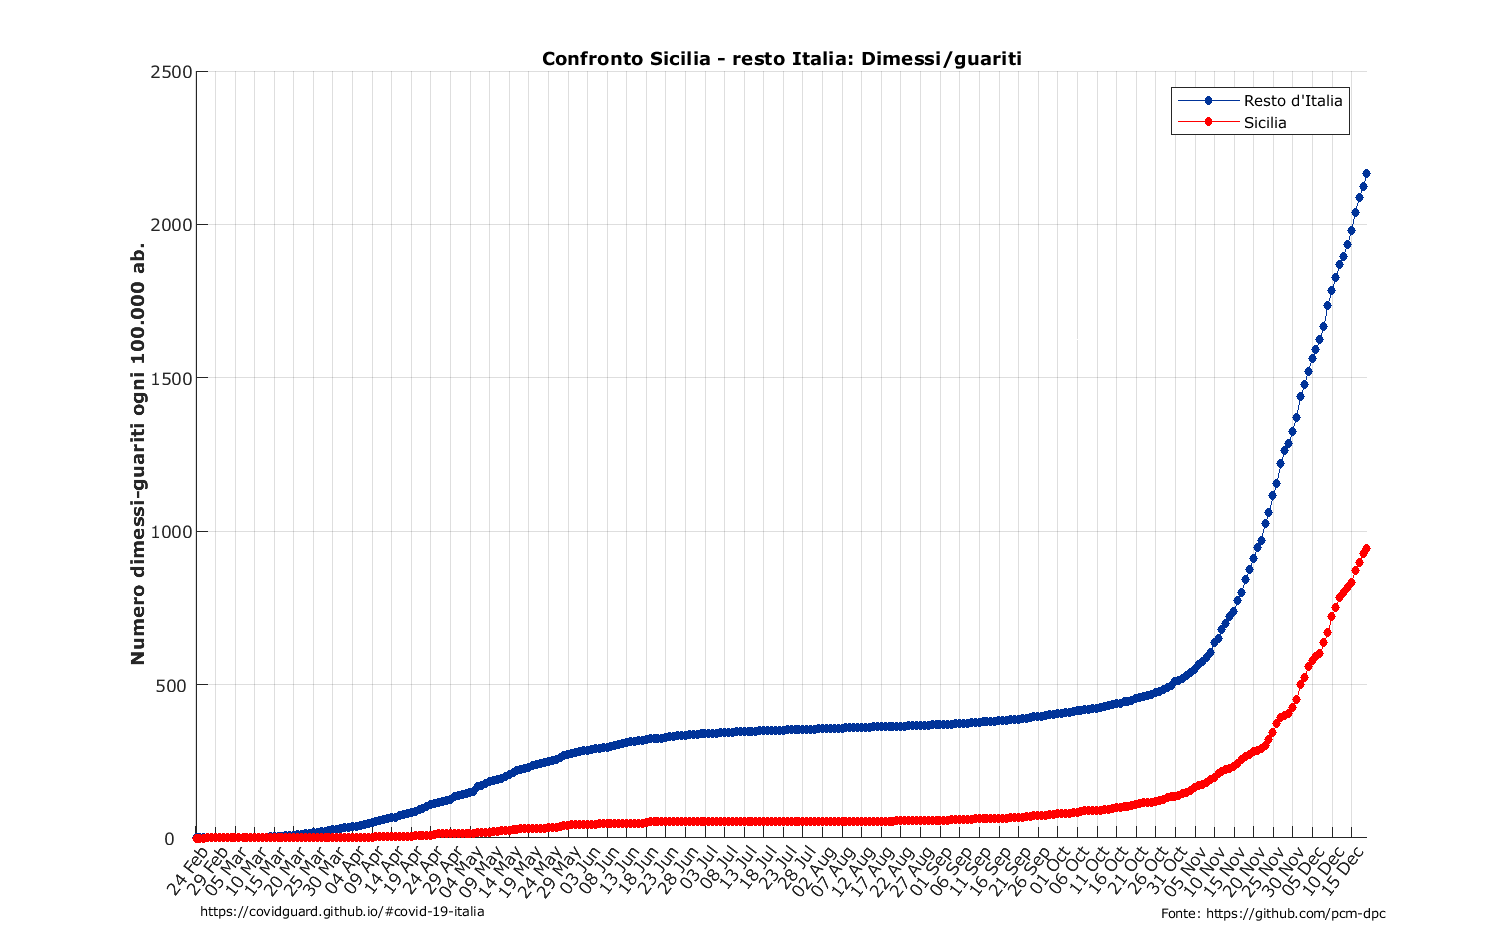 Confronto Sicilia - resto Italia: Dimessi/guariti
Numero dimessi-guariti ogni 100.000 ab.
2500
2000
1500
1000
500
0
Resto d'Italia
Sicilia
24 Feb
29 Feb
05 Mar
10 Mar
15 Mar
20 Mar
25 Mar
30 Mar
04 Apr
09 Apr
14 Apr
19 Apr
24 Apr
29 Apr
04 May
09 May
14 May
19 May
24 May
29 May
03 Jun
08 Jun
13 Jun
18 Jun
23 Jun
28 Jun
03 Jul
08 Jul
13 Jul
18 Jul
23 Jul
28 Jul
02 Aug
07 Aug
12 Aug
17 Aug
22 Aug
27 Aug
01 Sep
06 Sep
11 Sep
16 Sep
21 Sep
26 Sep
01 Oct
06 Oct
11 Oct
16 Oct
21 Oct
26 Oct
31 Oct
05 Nov
10 Nov
15 Nov
20 Nov
25 Nov
30 Nov
05 Dec
10 Dec
15 Dec
https://covidguard.github.io/#covid-19-italia
Fonte: https://github.com/pcm-dpc